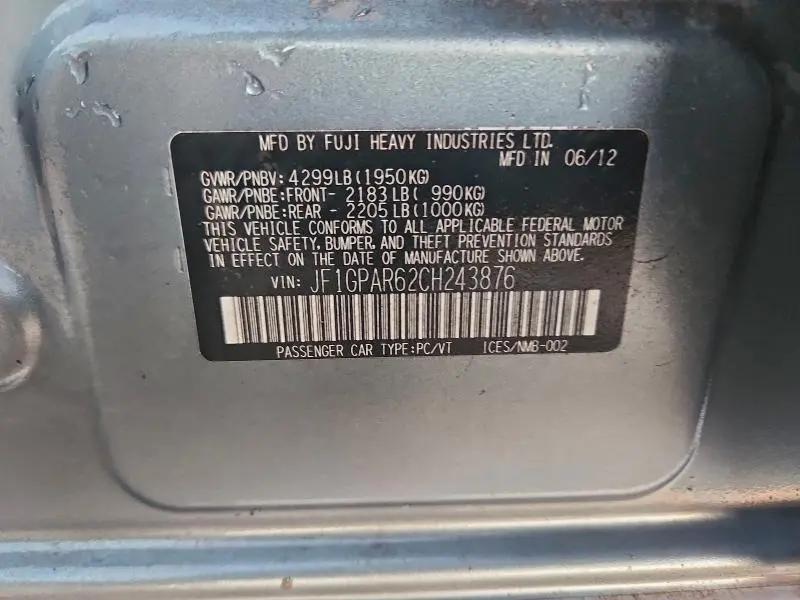 MFD BY FUJI HEAVY INDUSTRIES LTD.
MFD IN 06/12
GVWR/PNBV: 4299LB(1950KG)
GAWR/PNBE:FRONT- 2183LB( 990KG)
GAWR/PNBE:REAR - 2205LB(1000KG)
THIS VEHICLE CONFORMS TO ALL APPLICABLE FEDERAL MOTOR
VEHICLE SAFETY, BUMPER, AND THEFT PREVENTION STANDARDS
IN EFFECT ON THE DATE OF MANUFACTURE SHOWN ABOVE.
VIN: JF1GPAR62CH243876
PASSENGER CAR TYPE:PC/VT ICES/NMB-002